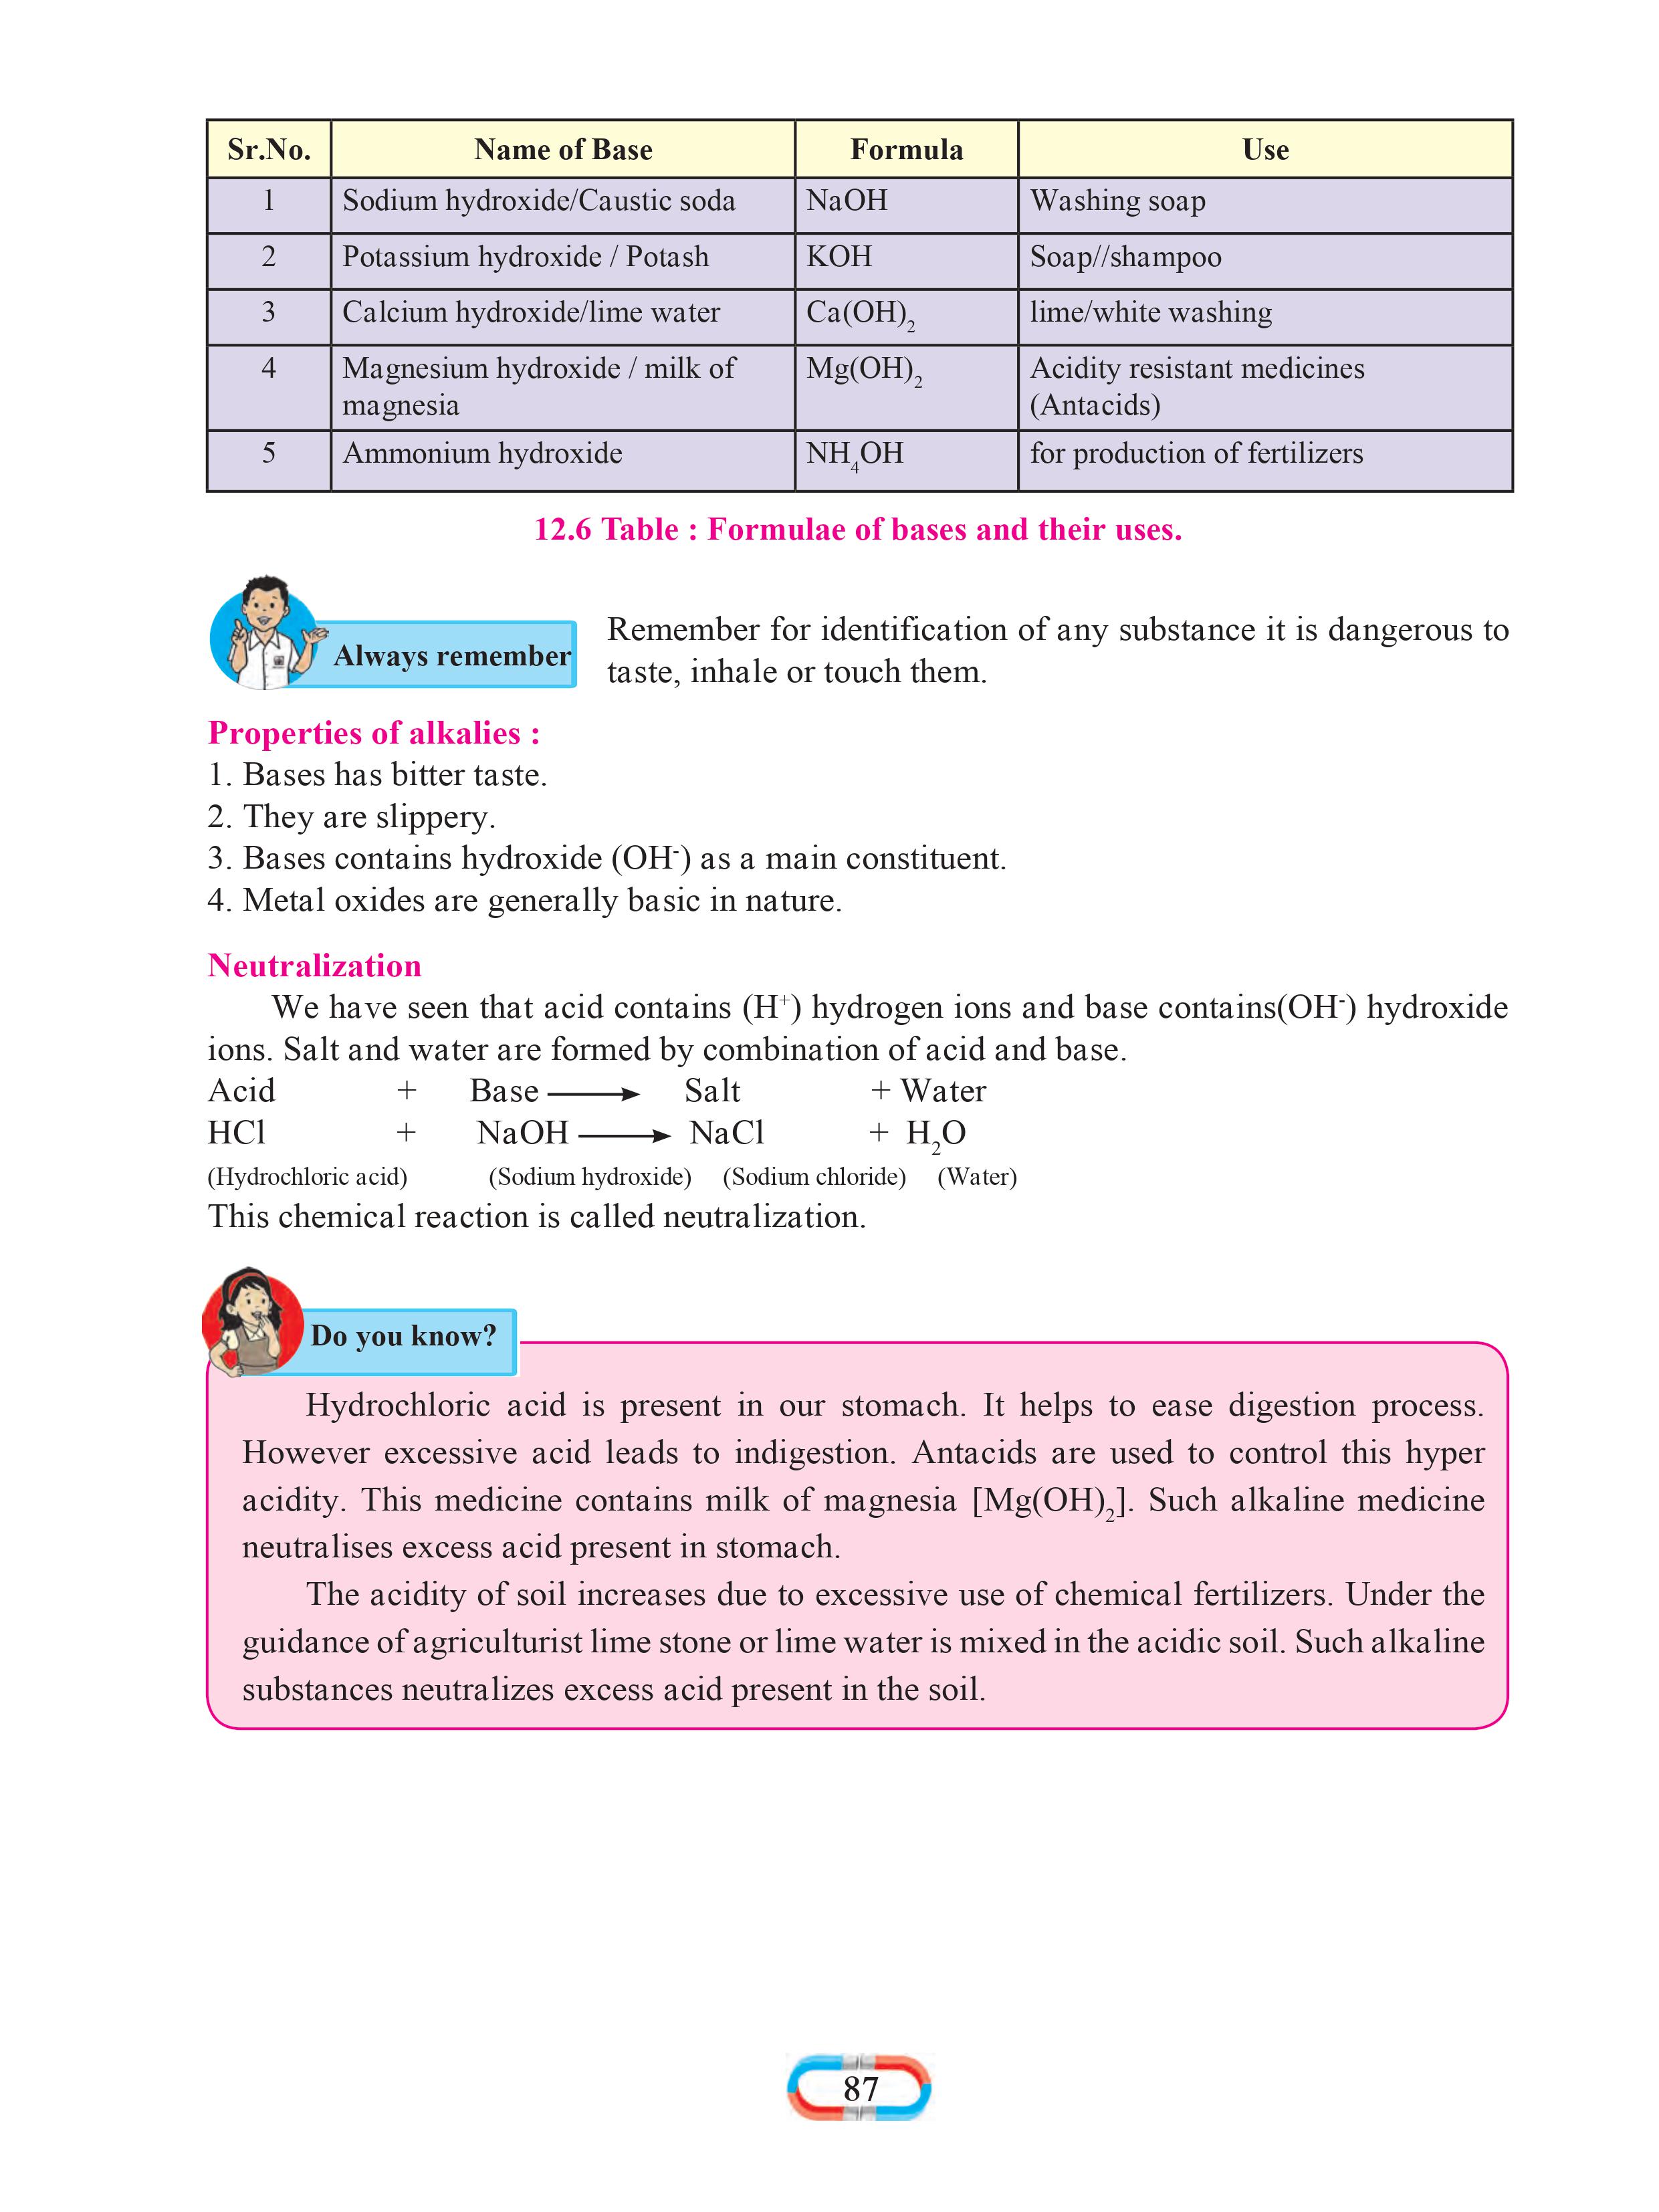 Sr.No. Name of Base Formula Use
1 Sodium hydroxide/Caustic soda NaOH Washing soap
2 Potassium hydroxide / Potash KOH Soap//shampoo
3 Calcium hydroxide/lime water Ca(OH)₂ lime/white washing
4 Magnesium hydroxide / milk of magnesia Mg(OH)₂ Acidity resistant medicines (Antacids)
5 Ammonium hydroxide NH₄OH for production of fertilizers
12.6 Table : Formulae of bases and their uses.
Always remember
Remember for identification of any substance it is dangerous to
taste, inhale or touch them.
Properties of alkalies :
1. Bases has bitter taste.
2. They are slippery.
3. Bases contains hydroxide (OH⁻) as a main constituent.
4. Metal oxides are generally basic in nature.
Neutralization
We have seen that acid contains (H⁺) hydrogen ions and base contains(OH⁻) hydroxide
ions. Salt and water are formed by combination of acid and base.
Acid + Base ⟶ Salt + Water
HCl + NaOH ⟶ NaCl + H₂O
(Hydrochloric acid) (Sodium hydroxide) (Sodium chloride) (Water)
This chemical reaction is called neutralization.
Do you know?
Hydrochloric acid is present in our stomach. It helps to ease digestion process.
However excessive acid leads to indigestion. Antacids are used to control this hyper
acidity. This medicine contains milk of magnesia [Mg(OH)₂]. Such alkaline medicine
neutralises excess acid present in stomach.
The acidity of soil increases due to excessive use of chemical fertilizers. Under the
guidance of agriculturist lime stone or lime water is mixed in the acidic soil. Such alkaline
substances neutralizes excess acid present in the soil.
87